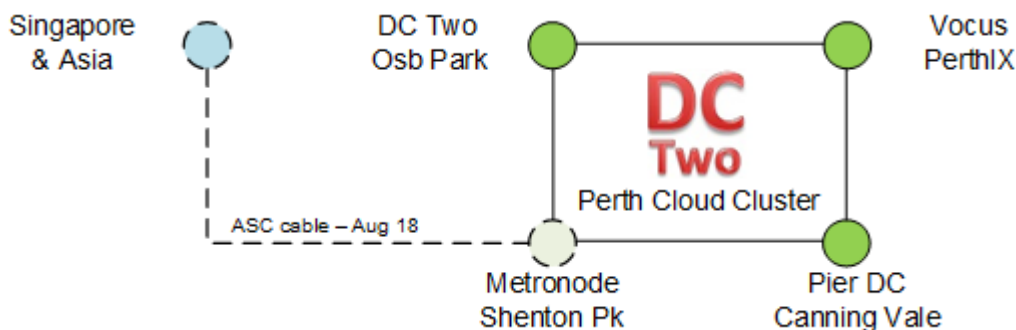 Singapore
& Asia
DC Two
Osb Park
Vocus
PerthIX
DC
Two
Perth Cloud Cluster
ASC cable – Aug 18
Metronode
Shenton Pk
Pier DC
Canning Vale